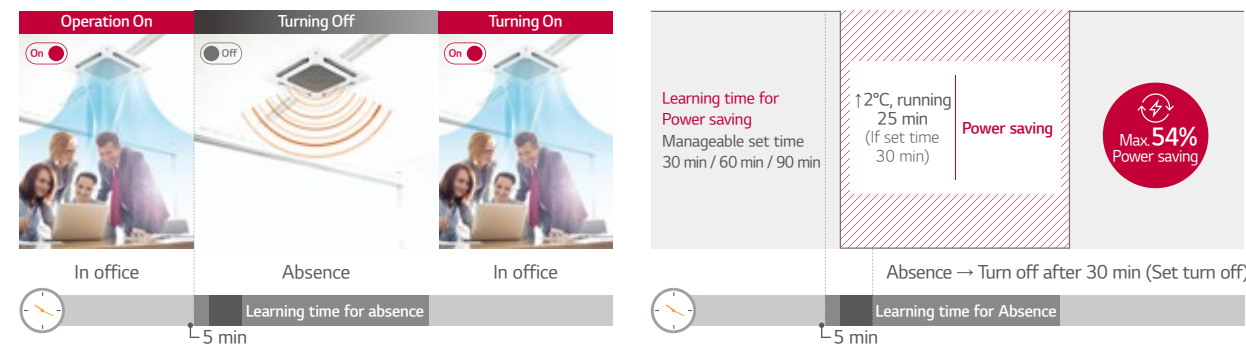 Operation On
Turning Off
Turning On
On
Off
On
In office
Absence
In office
Learning time for absence
5 min
Learning time for
Power saving
Manageable set time
30 min / 60 min / 90 min
↑2°C, running
25 min
(If set time
30 min)
Power saving
Max.54%
Power saving
Absence → Turn off after 30 min (Set turn off)
Learning time for Absence
5 min